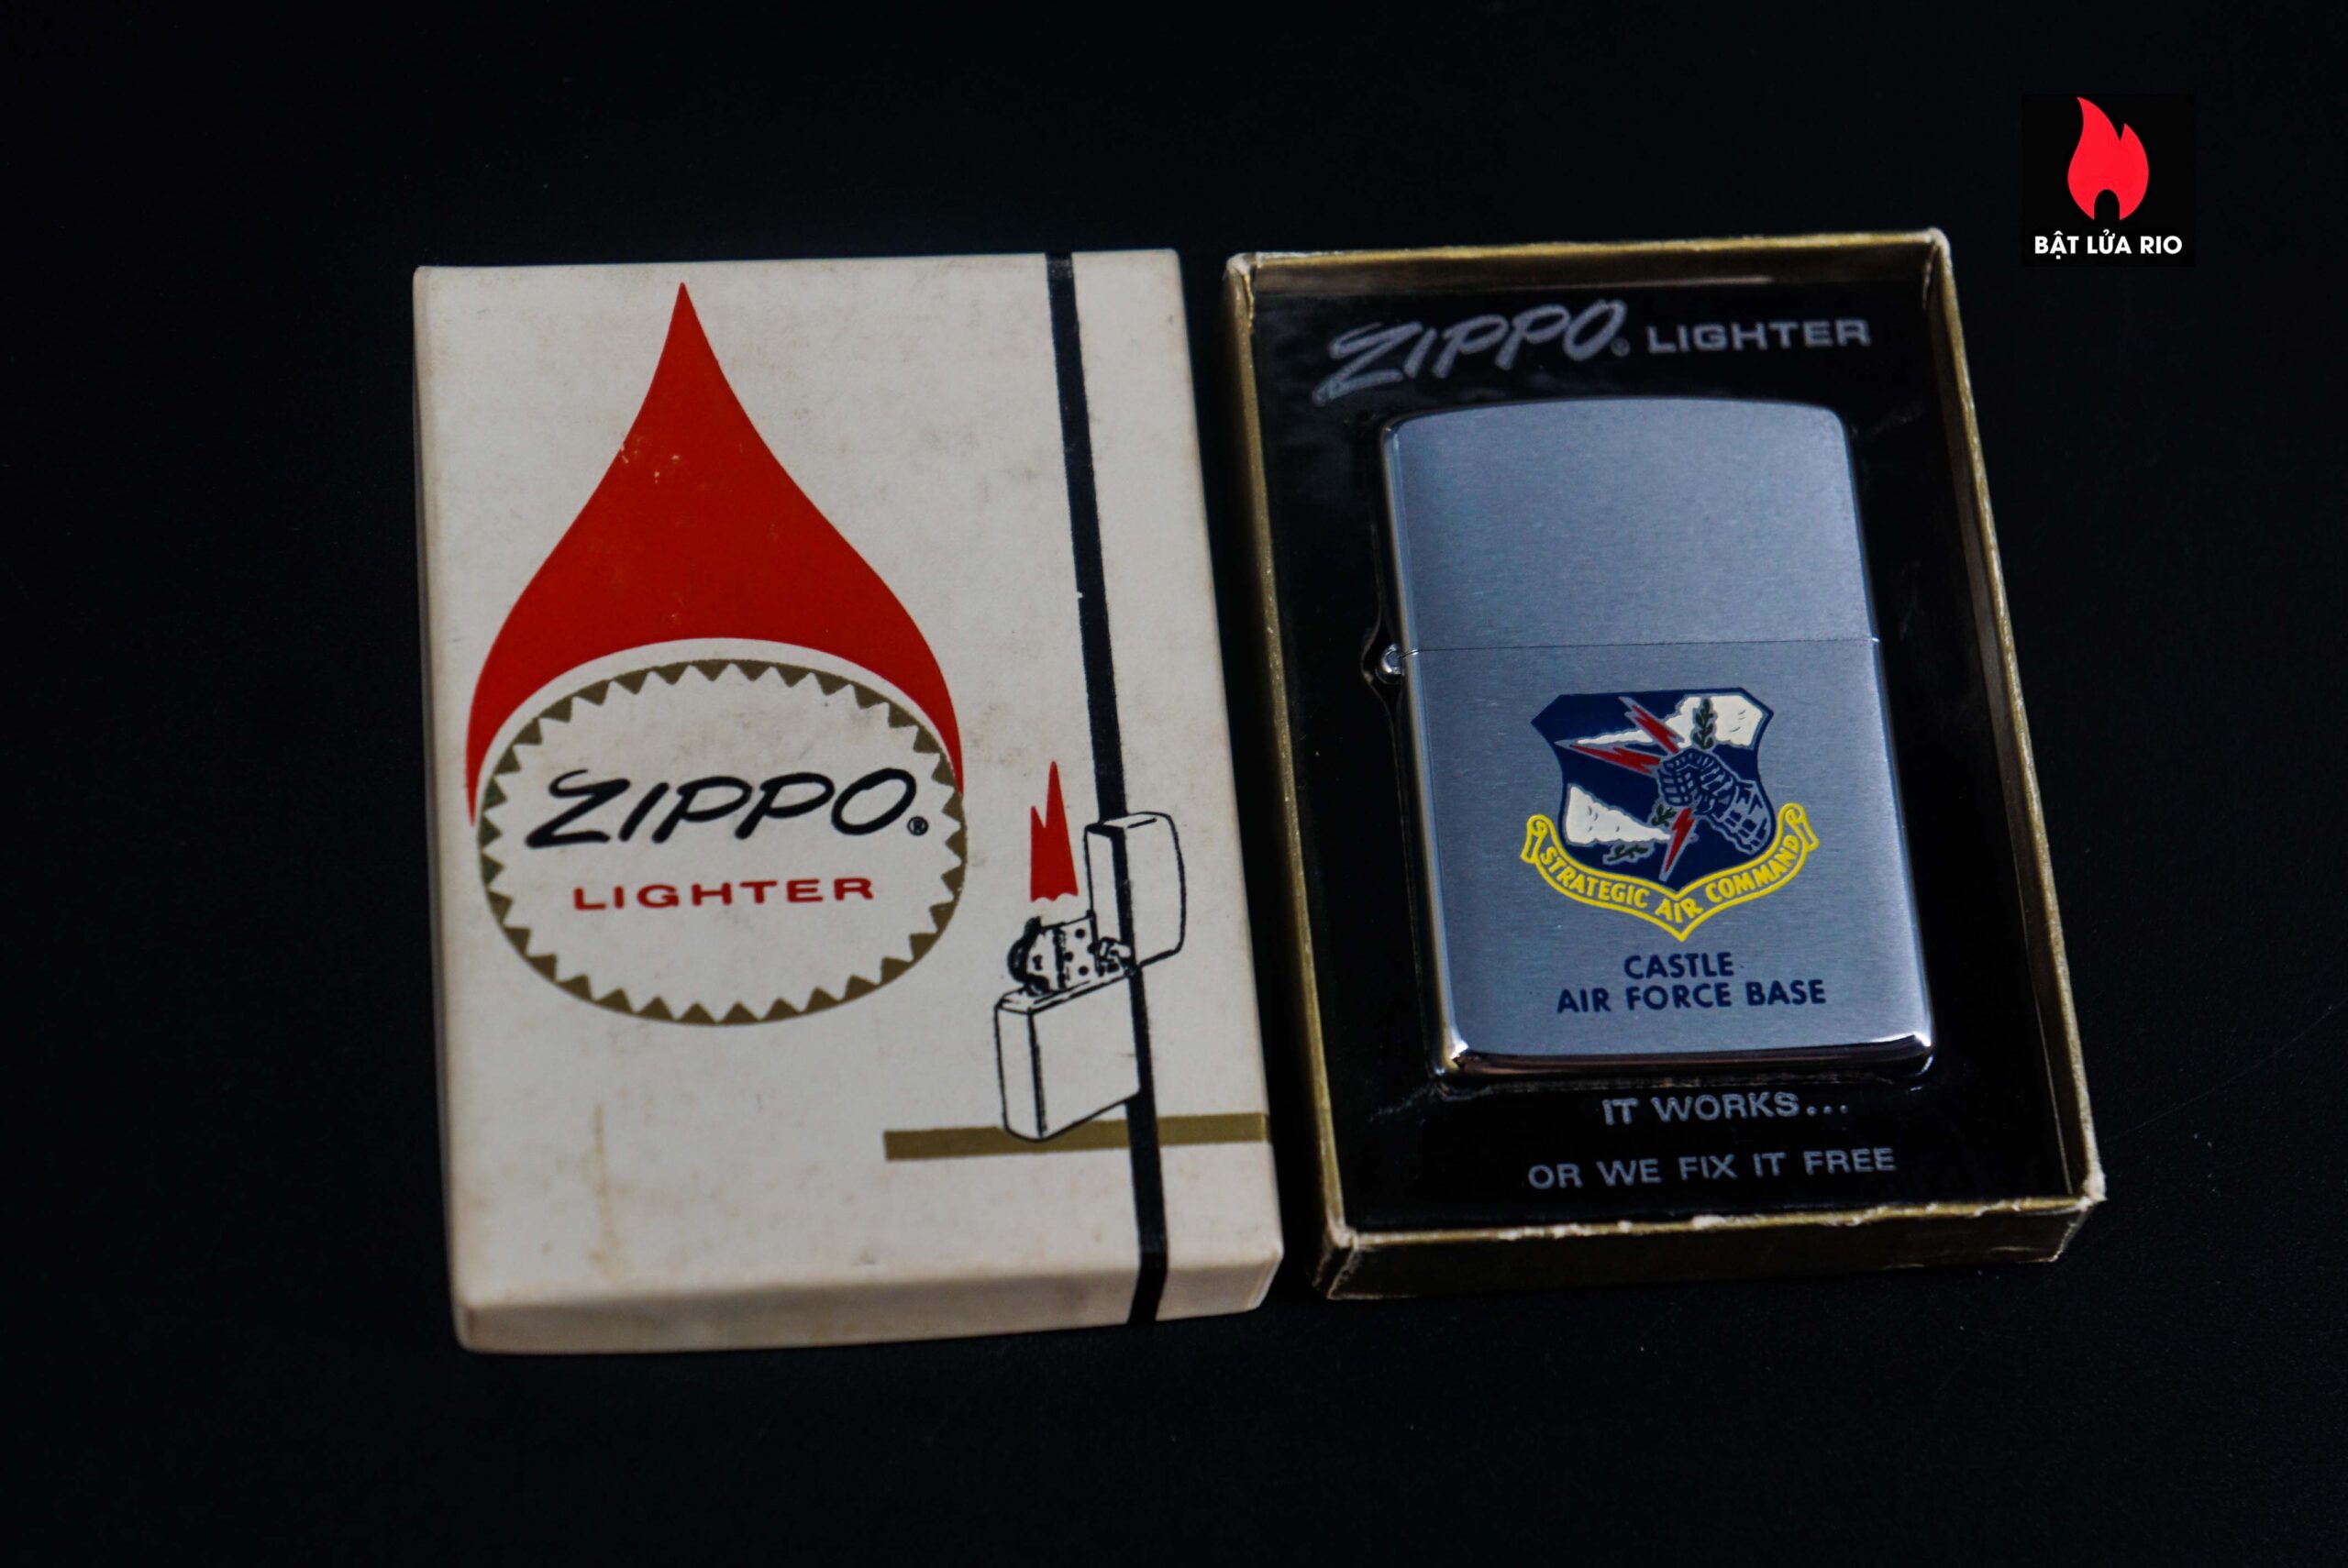 BẬT LỬA RIO
ZIPPO®
LIGHTER
ZIPPO® LIGHTER
STRATEGIC AIR COMMAND
CASTLE
AIR FORCE BASE
IT WORKS...
OR WE FIX IT FREE